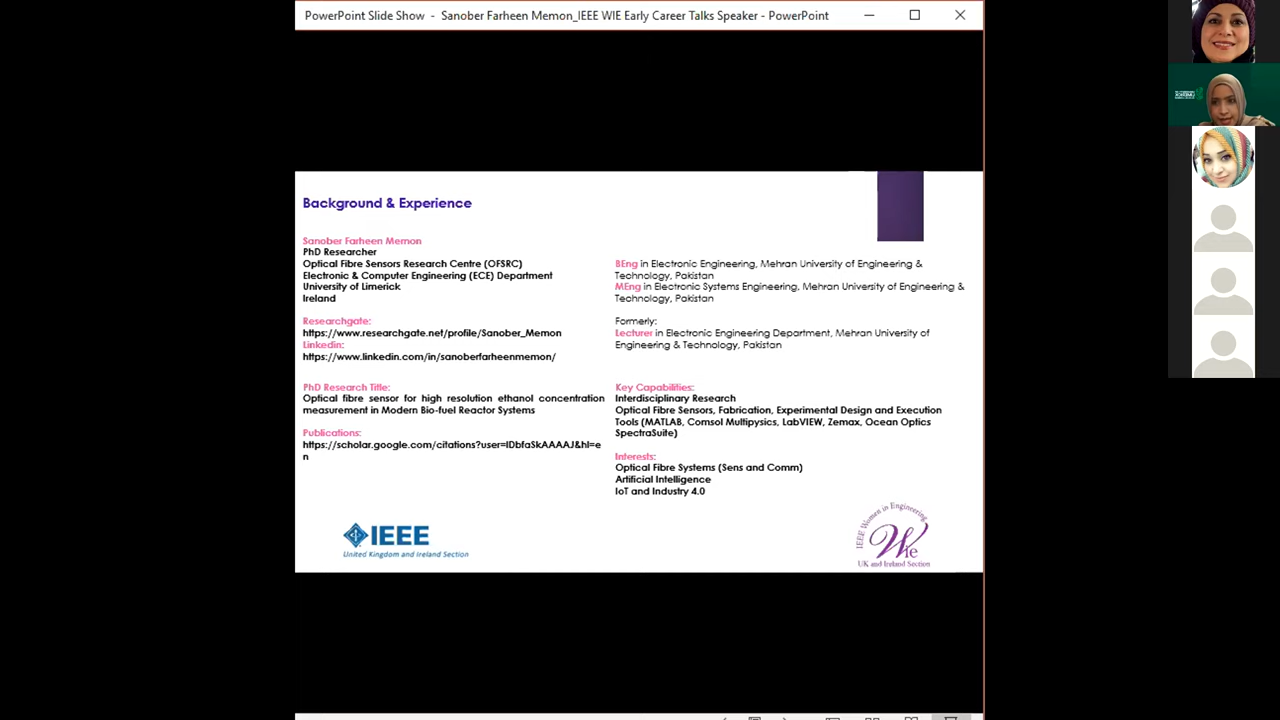 PowerPoint Slide Show - Sanober Farheen Memon_IEEE WIE Early Career Talks Speaker - PowerPoint
Background & Experience
Sanober Farheen Memon
PhD Researcher
Optical Fibre Sensors Research Centre (OFSRC)
Electronic & Computer Engineering (ECE) Department
University of Limerick
Ireland
Researchgate:
https://www.researchgate.net/profile/Sanober_Memon
Linkedin:
https://www.linkedin.com/in/sanoberfarheenmemon/
PhD Research Title:
Optical fibre sensor for high resolution ethanol concentration
measurement in Modern Bio-fuel Reactor Systems
Publications:
https://scholar.google.com/citations?user=IDbfaSkAAAAJ&hl=e
n
BEng in Electronic Engineering, Mehran University of Engineering &
Technology, Pakistan
MEng in Electronic Systems Engineering, Mehran University of Engineering &
Technology, Pakistan
Formerly:
Lecturer in Electronic Engineering Department, Mehran University of
Engineering & Technology, Pakistan
Key Capabilities:
Interdisciplinary Research
Optical Fibre Sensors, Fabrication, Experimental Design and Execution
Tools (MATLAB, Comsol Multipysics, LabVIEW, Zemax, Ocean Optics
SpectraSuite)
Interests:
Optical Fibre Systems (Sens and Comm)
Artificial Intelligence
IoT and Industry 4.0
IEEE
United Kingdom and Ireland Section
IEEE Women in Engineering
Wie
UK and Ireland Section